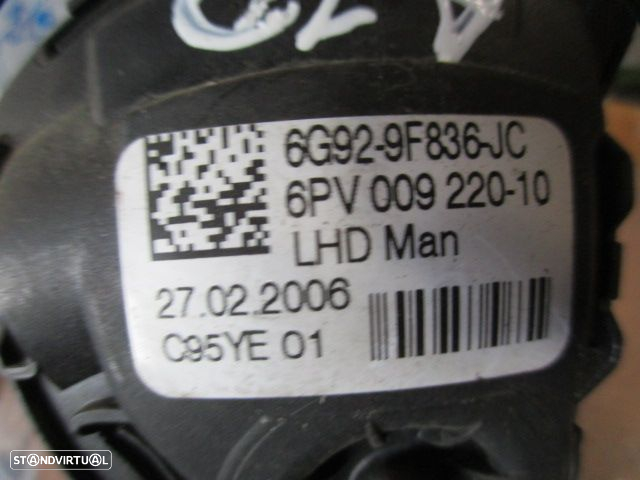 6G92-9F836-JC
6PV 009 220-10
LHD Man
27.02.2006
C95YE 01
STANDVIRTUAL